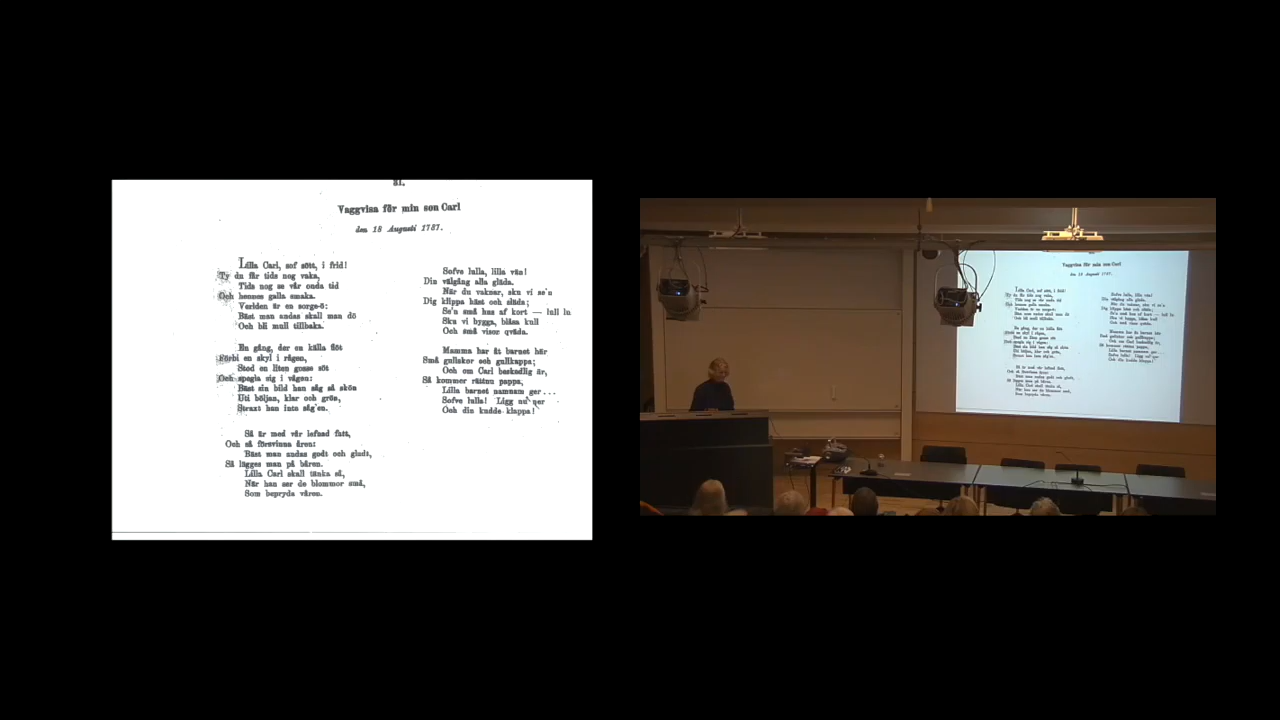 21.
Vaggvisa för min son Carl
den 18 Augusti 1787.
Lilla Carl, sof sött, i frid!
Ty du får tids nog vaka,
Tids nog se vår onda tid
Och hennes galla smaka.
Verlden är en sorge-ö:
Bäst man andas skall man dö
Och bli mull tillbaka.
En gång, der en källa flöt
Förbi en skyl i rågen,
Stod en liten gosse söt
Och spegla sig i vågen:
Bäst sin bild han såg så skön
Uti böljan, klar och grön,
Straxt han inte såg'en.
Så är med vår lefnad fatt,
Och så försvinna åren:
Bäst man andas godt och gladt,
Så lägges man på båren.
Lilla Carl skall tänka så,
När han ser de blommor små,
Som bepryda våren.
Sofve lulla, lilla vän!
Din välgång alla gläda.
När du vaknar, sku vi se'n
Dig klippa häst och släda;
Se'n små hus af kort — lull lu
Sku vi bygga, blåsa kull
Och små visor qväda.
Mamma har åt barnet här
Små gullskor och gullkappa;
Och om Carl beskedlig är,
Så kommer rättnu pappa,
Lilla barnet namnam ger...
Sofve lulla! Ligg nu ner
Och din kudde klappa!